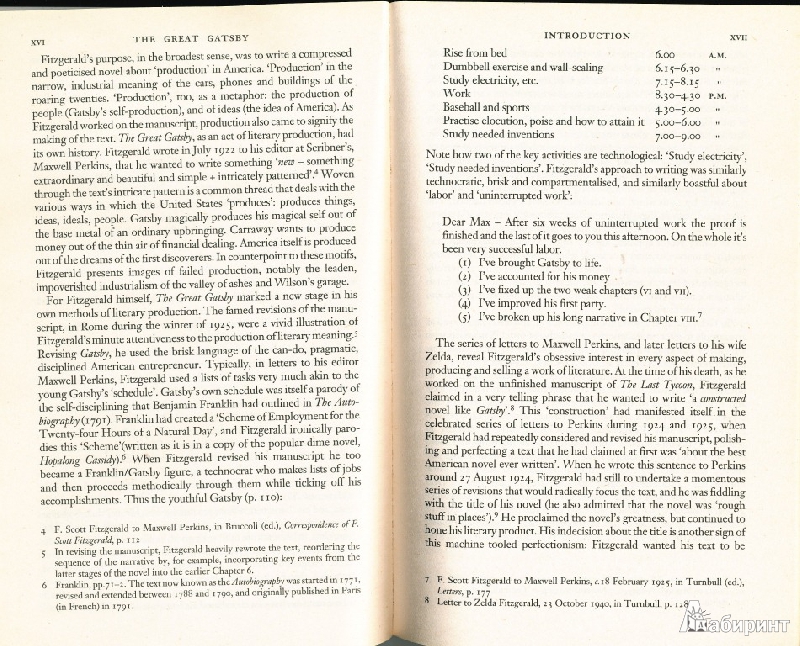 XVI
THE GREAT GATSBY
Fitzgerald's purpose, in the broadest sense, was to write a compressed
and poeticised novel about 'production' in America. 'Production' in the
narrow, industrial meaning of the cars, phones and buildings of the
roaring twenties. 'Production', too, as a metaphor: the production of
people (Gatsby's self-production), and of ideas (the idea of America). As
Fitzgerald worked on the manuscript, production also came to signify the
making of the text. The Great Gatsby, as an act of literary production, had
its own history. Fitzgerald wrote in July 1922 to his editor at Scribner's,
Maxwell Perkins, that he wanted to write something 'new – something
extraordinary and beautiful and simple + intricately patterned'.4 Woven
through the text's intricate pattern is a common thread that deals with the
various ways in which the United States 'produces': produces things,
ideas, ideals, people. Gatsby magically produces his magical self out of
the base metal of an ordinary upbringing. Carraway wants to produce
money out of the thin air of financial dealing. America itself is produced
out of the dreams of the first discoverers. In counterpoint to these motifs,
Fitzgerald presents images of failed production, notably the leaden,
impoverished industrialism of the valley of ashes and Wilson's garage.
For Fitzgerald himself, The Great Gatsby marked a new stage in his
own methods of literary production. The famed revisions of the manu-
script, in Rome during the winter of 1925, were a vivid illustration of
Fitzgerald's minute attentiveness to the production of literary meaning.5
Revising Gatsby, he used the brisk language of the can-do, pragmatic,
disciplined American entrepreneur. Typically, in letters to his editor
Maxwell Perkins, Fitzgerald used a lists of tasks very much akin to the
young Gatsby's 'schedule'. Gatsby's own schedule was itself a parody of
the self-disciplining that Benjamin Franklin had outlined in The Auto-
biography (1791). Franklin had created a 'Scheme of Employment for the
Twenty-four Hours of a Natural Day', and Fitzgerald ironically paro-
dies this 'Scheme'(written as it is in a copy of the popular dime novel,
Hopalong Cassidy).6 When Fitzgerald revised his manuscript he too
became a Franklin/Gatsby figure, a technocrat who makes lists of jobs
and then proceeds methodically through them while ticking off his
accomplishments. Thus the youthful Gatsby (p. 110):
4 F. Scott Fitzgerald to Maxwell Perkins, in Bruccoli (ed.), Correspondence of F.
Scott Fitzgerald, p. 112
5 In revising the manuscript, Fitzgerald heavily rewrote the text, reordering the
sequence of the narrative by, for example, incorporating key events from the
latter stages of the novel into the earlier Chapter 6.
6 Franklin, pp. 71–2. The text now known as the Autobiography was started in 1771,
revised and extended between 1788 and 1790, and originally published in Paris
(in French) in 1791
INTRODUCTION
XVII
Rise from bed 6.00 A.M.
Dumbbell exercise and wall-scaling 6.15–6.30 "
Study electricity, etc. 7.15–8.15 "
Work 8.30–4.30 P.M.
Baseball and sports 4.30–5.00 "
Practise elocution, poise and how to attain it 5.00–6.00 "
Study needed inventions 7.00–9.00 "
Note how two of the key activities are technological: 'Study electricity',
'Study needed inventions'. Fitzgerald's approach to writing was similarly
technocratic, brisk and compartmentalised, and similarly boastful about
'labor' and 'uninterrupted work':
Dear Max – After six weeks of uninterrupted work the proof is
finished and the last of it goes to you this afternoon. On the whole it's
been very successful labor.
(1) I've brought Gatsby to life.
(2) I've accounted for his money
(3) I've fixed up the two weak chapters (VI and VII).
(4) I've improved his first party.
(5) I've broken up his long narrative in Chapter VIII.7
The series of letters to Maxwell Perkins, and later letters to his wife
Zelda, reveal Fitzgerald's obsessive interest in every aspect of making,
producing and selling a work of literature. At the time of his death, as he
worked on the unfinished manuscript of The Last Tycoon, Fitzgerald
claimed in a very telling phrase that he wanted to write 'a constructed
novel like Gatsby'.8 This 'construction' had manifested itself in the
celebrated series of letters to Perkins during 1924 and 1925, when
Fitzgerald had repeatedly considered and revised his manuscript, polish-
ing and perfecting a text that he had claimed at first was 'about the best
American novel ever written'. When he wrote this sentence to Perkins
around 27 August 1924, Fitzgerald had still to undertake a momentous
series of revisions that would radically focus the text, and he was fiddling
with the title of his novel (he also admitted that the novel was 'rough
stuff in places').9 He proclaimed the novel's greatness, but continued to
hone his literary product. His indecision about the title is another sign of
this machine tooled perfectionism: Fitzgerald wanted his text to be
7 F. Scott Fitzgerald to Maxwell Perkins, c.18 February 1925, in Turnbull (ed.),
Letters, p. 177
8 Letter to Zelda Fitzgerald, 23 October 1940, in Turnbull, p. 128
Лабиринт